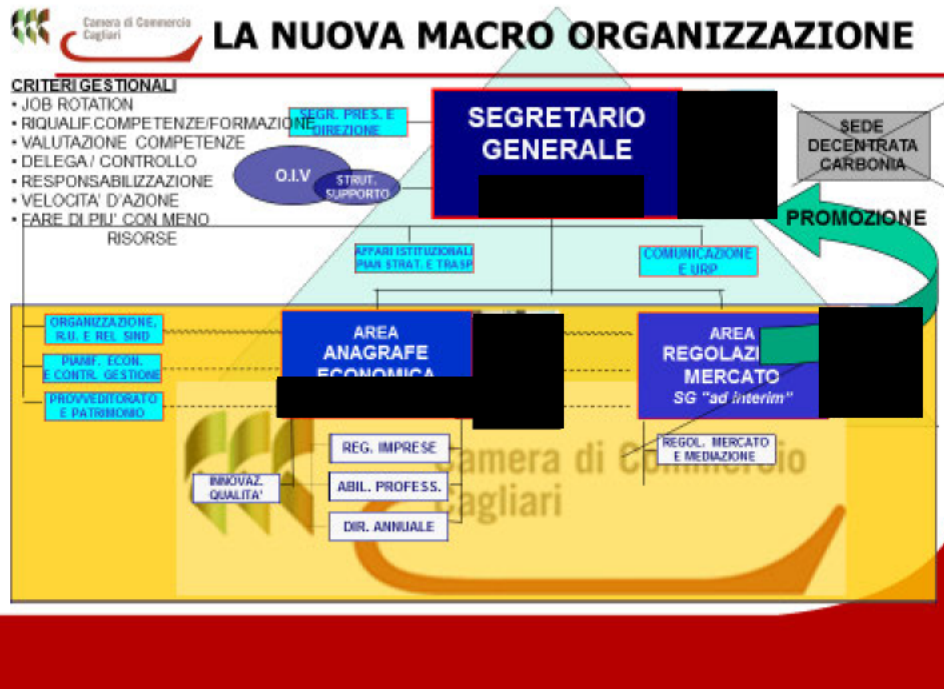 Camera di Commercio
Cagliari
LA NUOVA MACRO ORGANIZZAZIONE
CRITERI GESTIONALI
• JOB ROTATION
• RIQUALIF.COMPETENZE/FORMAZIONE
• VALUTAZIONE COMPETENZE
• DELEGA / CONTROLLO
• RESPONSABILIZZAZIONE
• VELOCITA' D'AZIONE
• FARE DI PIU' CON MENO
RISORSE
SEGR. PRES. E
DIREZIONE
O.I.V
STRUT.
SUPPORTO
SEGRETARIO
GENERALE
SEDE
DECENTRATA
CARBONIA
PROMOZIONE
AFFARI ISTITUZIONALI
PIAN STRAT. E TRASP
COMUNICAZIONE
E URP
ORGANIZZAZIONE,
R.U. E REL SIND
PIANIF. ECON.
E CONTR. GESTIONE
PROVVEDITORATO
E PATRIMONIO
AREA
ANAGRAFE
ECONOMICA
AREA
REGOLAZI
MERCATO
SG "ad interim"
REG. IMPRESE
ABIL. PROFESS.
DIR. ANNUALE
INNOVAZ.
QUALITA'
REGOL. MERCATO
E MEDIAZIONE
Camera di Commercio
Cagliari